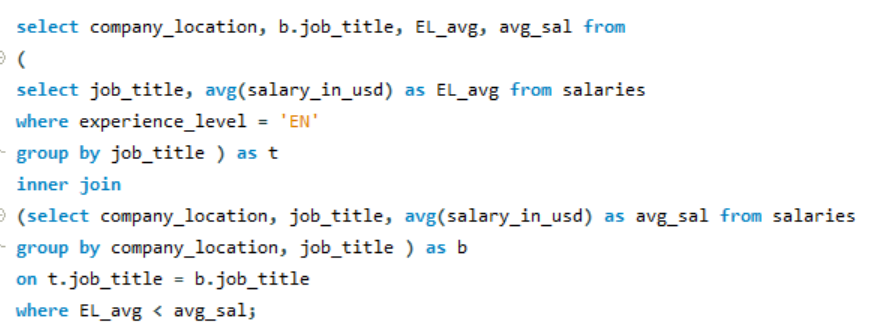 select company_location, b.job_title, EL_avg, avg_sal from
(
select job_title, avg(salary_in_usd) as EL_avg from salaries
where experience_level = 'EN'
group by job_title ) as t
inner join
(select company_location, job_title, avg(salary_in_usd) as avg_sal from salaries
group by company_location, job_title ) as b
on t.job_title = b.job_title
where EL_avg < avg_sal;